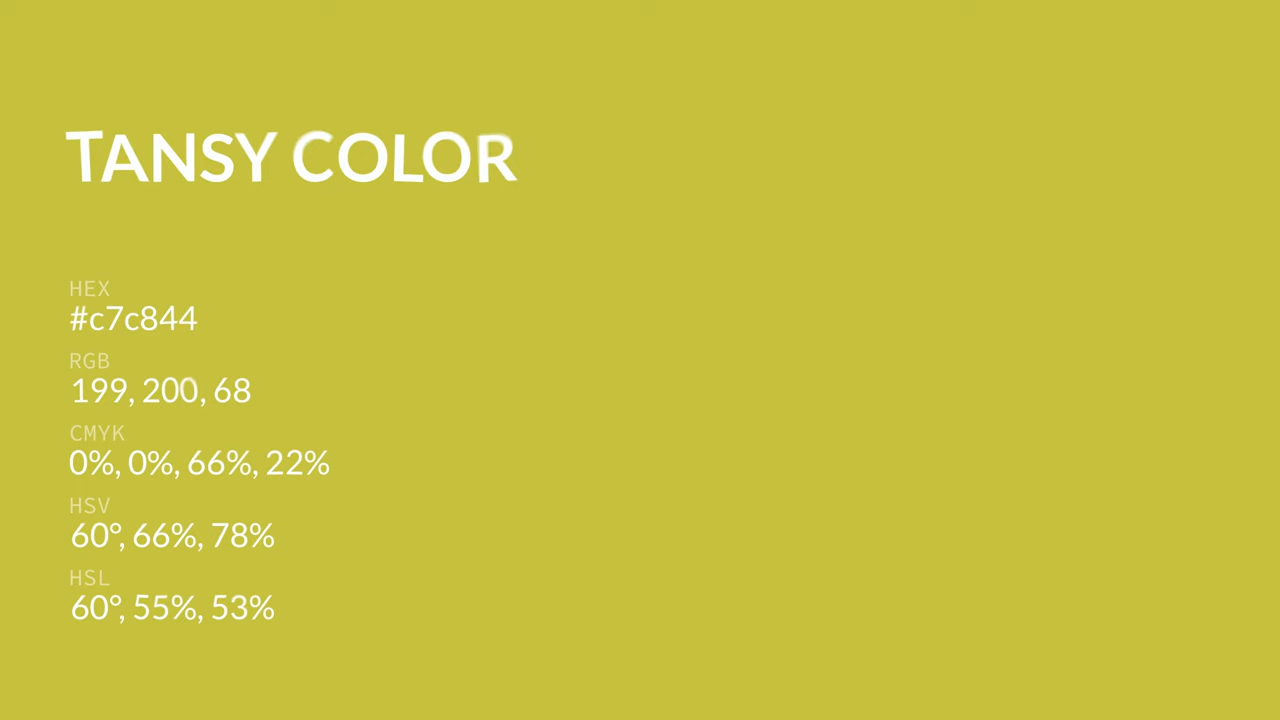 TANSY COLOR
HEX
#c7c844
RGB
199, 200, 68
CMYK
0%, 0%, 66%, 22%
HSV
60°, 66%, 78%
HSL
60°, 55%, 53%